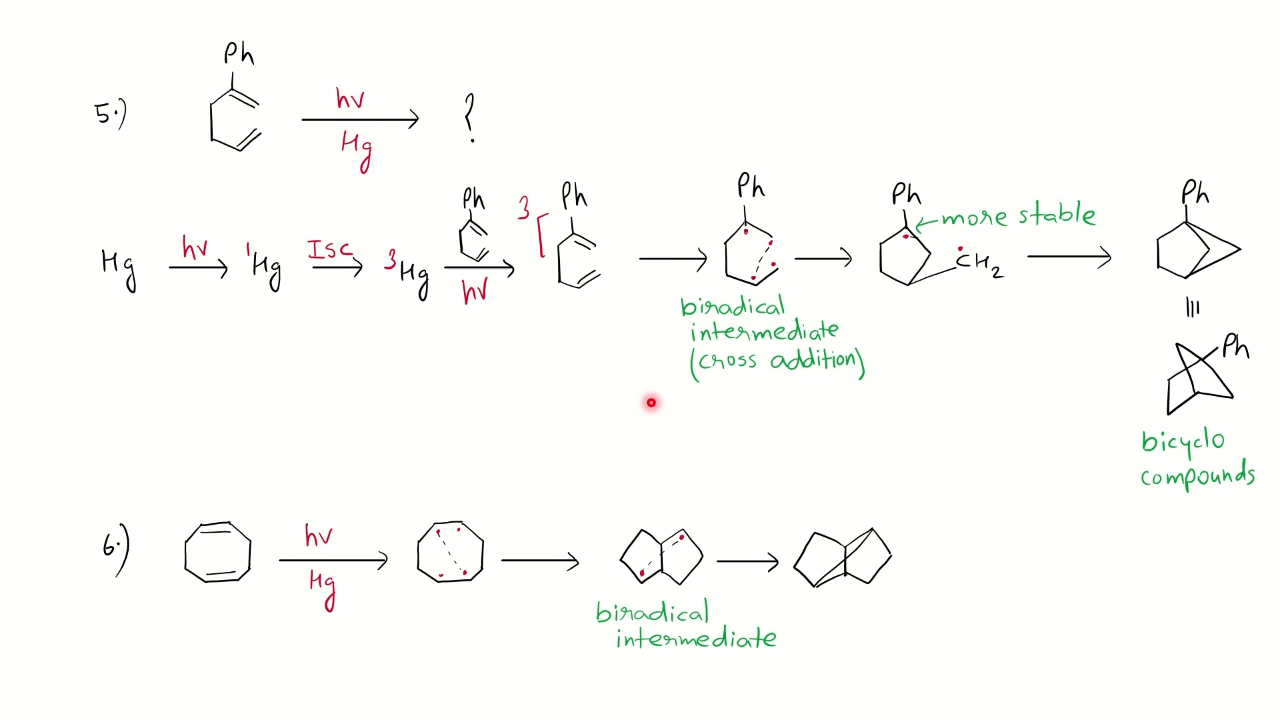 Ph
5.)
hν
Hg
?
Hg
hν
¹Hg
Isc
³Hg
Ph
hν
3
Ph
Ph
biradical
intermediate
(cross addition)
Ph
more stable
ĊH₂
Ph
≡
Ph
bicyclo
compounds
6.)
hν
Hg
biradical
intermediate